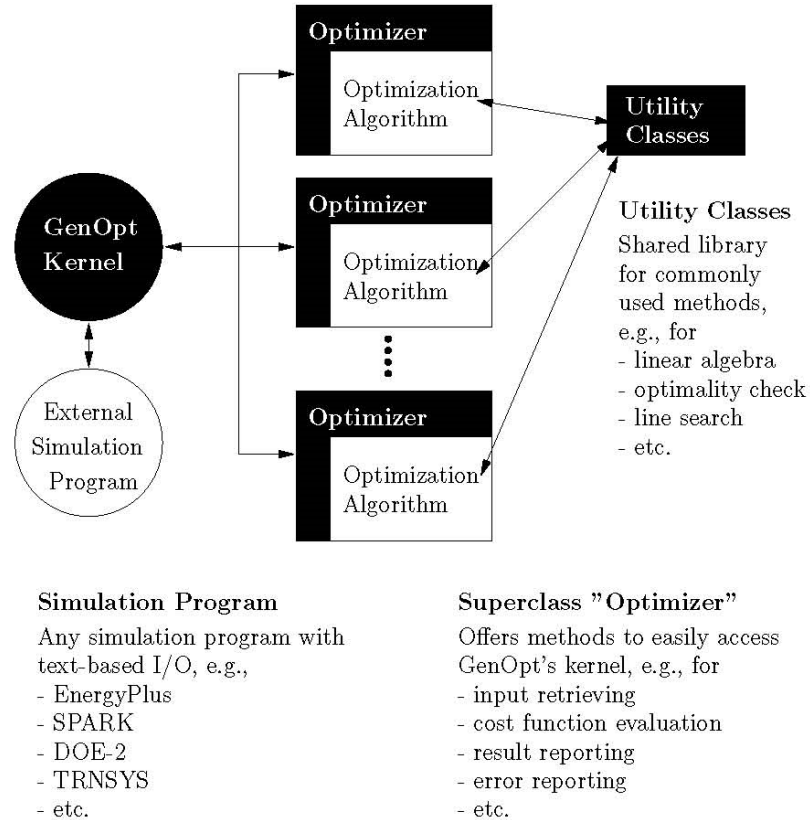 Optimizer
Optimization
Algorithm
Utility
Classes
GenOpt
Kernel
Optimizer
Optimization
Algorithm
Utility Classes
Shared library
for commonly
used methods,
e.g., for
- linear algebra
- optimality check
- line search
- etc.
External
Simulation
Program
Optimizer
Optimization
Algorithm
Simulation Program
Any simulation program with
text-based I/O, e.g.,
- EnergyPlus
- SPARK
- DOE-2
- TRNSYS
- etc.
Superclass "Optimizer"
Offers methods to easily access
GenOpt's kernel, e.g., for
- input retrieving
- cost function evaluation
- result reporting
- error reporting
- etc.